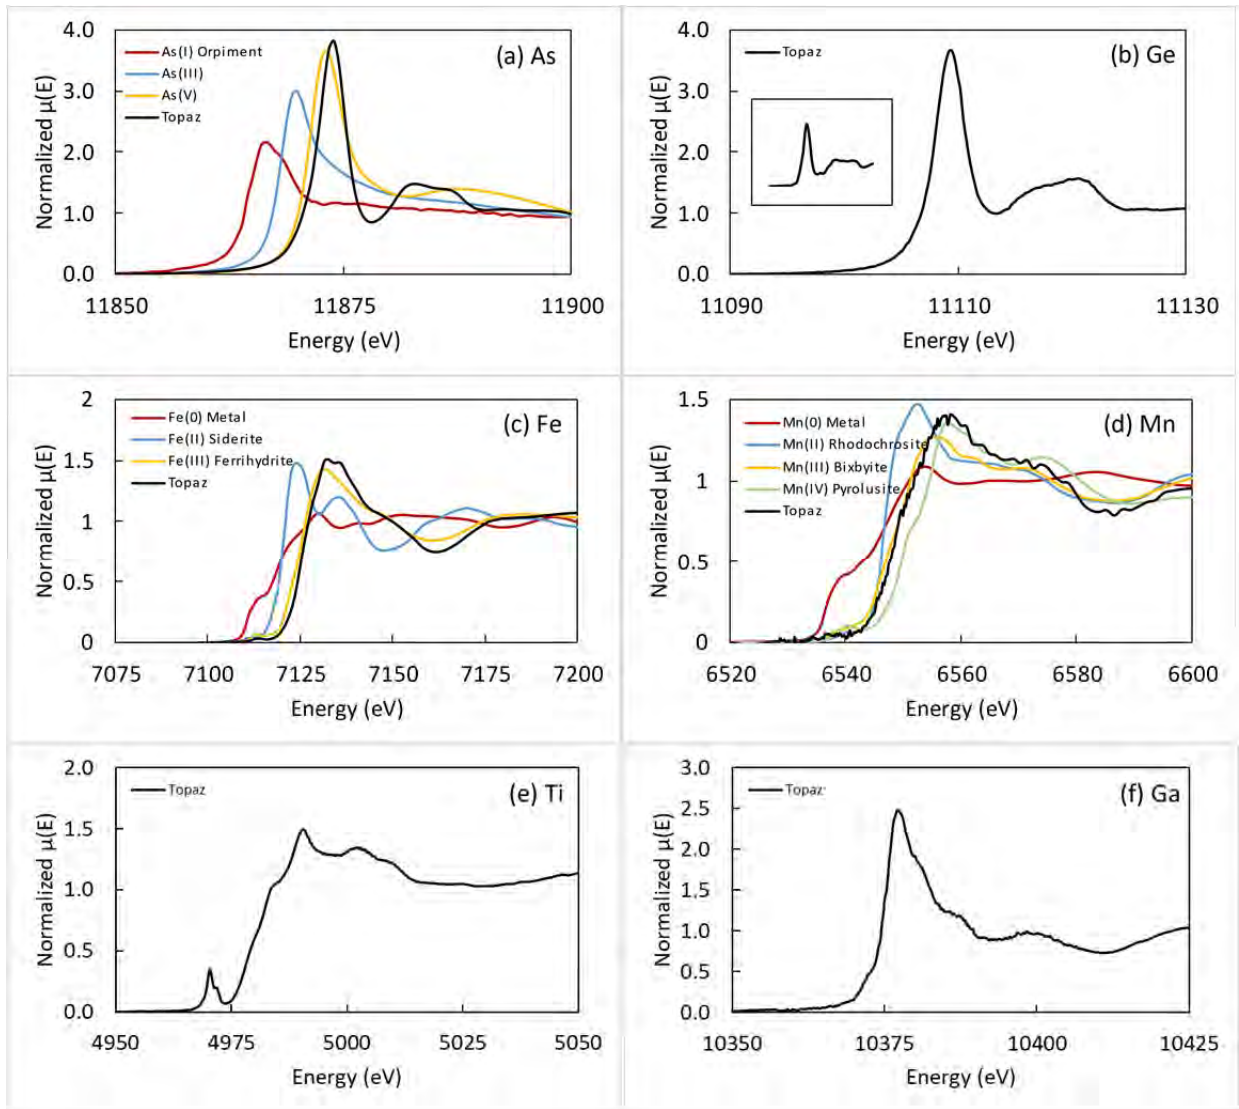 4.0
3.0
2.0
1.0
0.0
Normalized μ(E)
As(I) Orpiment
As(III)
As(V)
Topaz
(a) As
11850
11875
11900
Energy (eV)
4.0
3.0
2.0
1.0
0.0
Normalized μ(E)
Topaz
(b) Ge
11090
11110
11130
Energy (eV)
2
1.5
1
0.5
0
Normalized μ(E)
Fe(0) Metal
Fe(II) Siderite
Fe(III) Ferrihydrite
Topaz
(c) Fe
7075
7100
7125
7150
7175
7200
Energy (eV)
1.5
1
0.5
0
Normalized μ(E)
Mn(0) Metal
Mn(II) Rhodochrosite
Mn(III) Bixbyite
Mn(IV) Pyrolusite
Topaz
(d) Mn
6520
6540
6560
6580
6600
Energy (eV)
2.0
1.5
1.0
0.5
0.0
Normalized μ(E)
Topaz
(e) Ti
4950
4975
5000
5025
5050
Energy (eV)
3.0
2.5
2.0
1.5
1.0
0.5
0.0
Normalized μ(E)
Topaz
(f) Ga
10350
10375
10400
10425
Energy (eV)